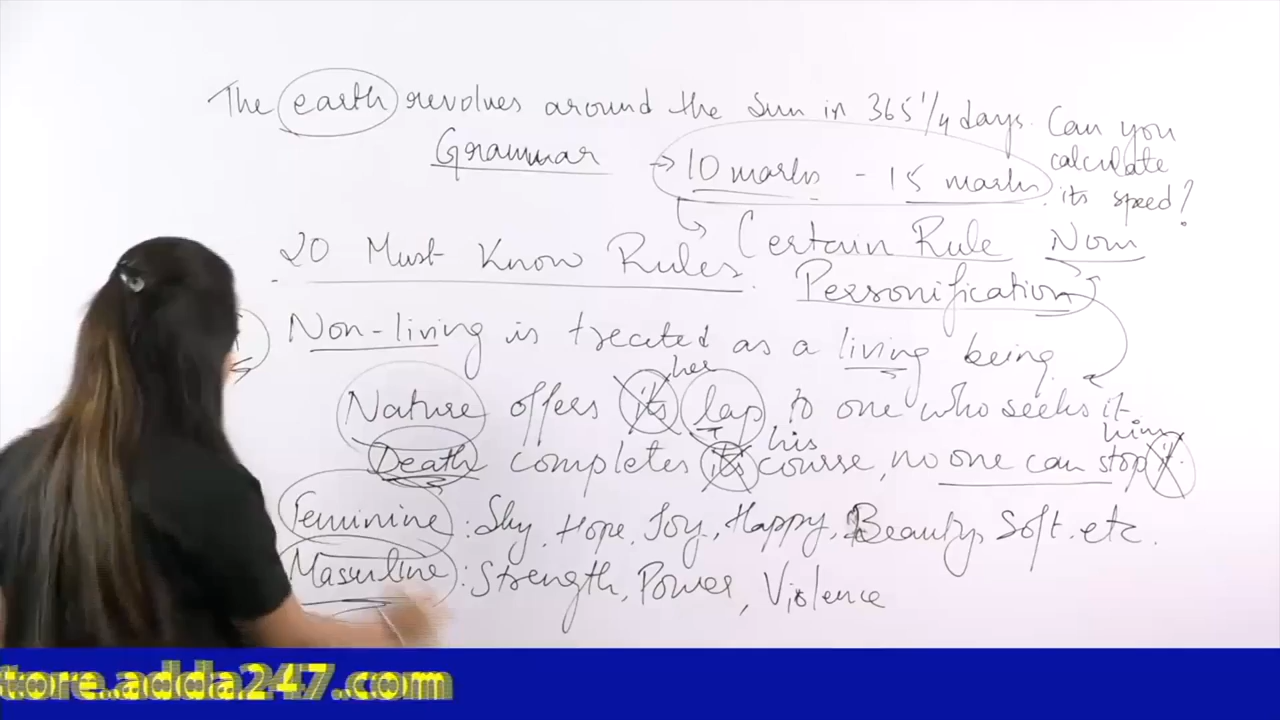 The earth revolves around the Sun in 365 1/4 days. Can you
calculate
its speed?
Grammar → 10 marks - 15 marks
20 Must Know Rules. Certain Rule Noun
Personification
Non-living is treated as a living being
her
Nature offers its lap to one who seeks it.
his him
Death completes its course, no one can stop it.
Feminine : Sky, Hope, Joy, Happy, Beauty, Soft. etc.
Masculine : Strength, Power, Violence
store.adda247.com